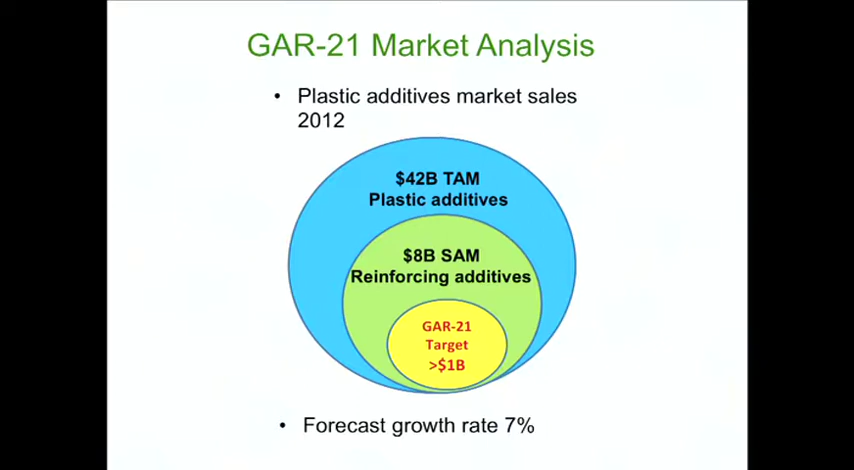 GAR-21 Market Analysis
• Plastic additives market sales
2012
$42B TAM
Plastic additives
$8B SAM
Reinforcing additives
GAR-21
Target
>$1B
• Forecast growth rate 7%